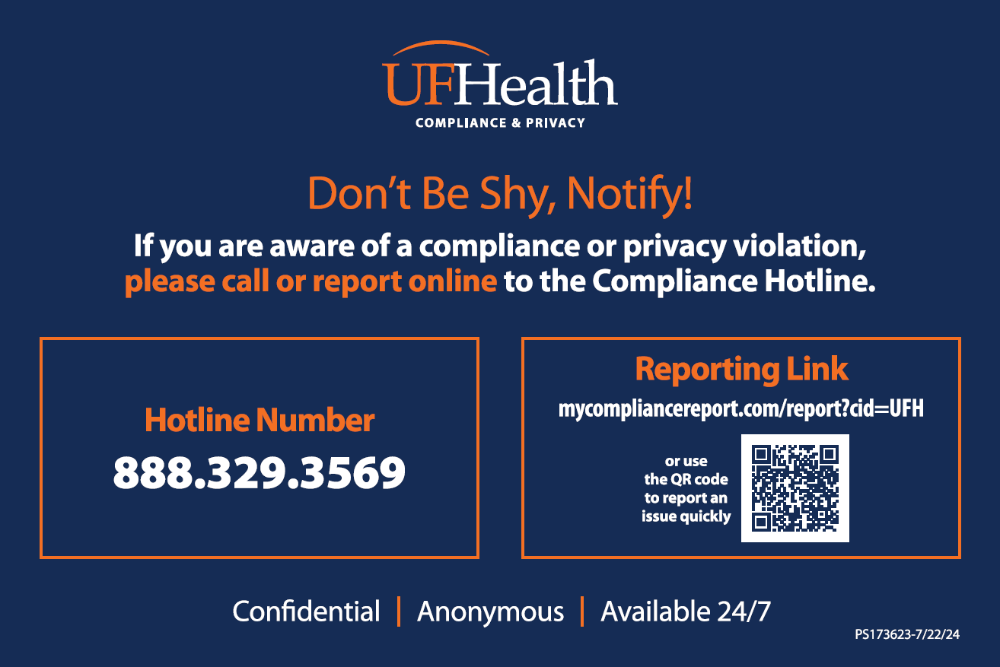 UFHealth
COMPLIANCE & PRIVACY
Don't Be Shy, Notify!
If you are aware of a compliance or privacy violation,
please call or report online to the Compliance Hotline.
Hotline Number
888.329.3569
Reporting Link
mycompliancereport.com/report?cid=UFH
or use
the QR code
to report an
issue quickly
Confidential | Anonymous | Available 24/7
PS173623-7/22/24